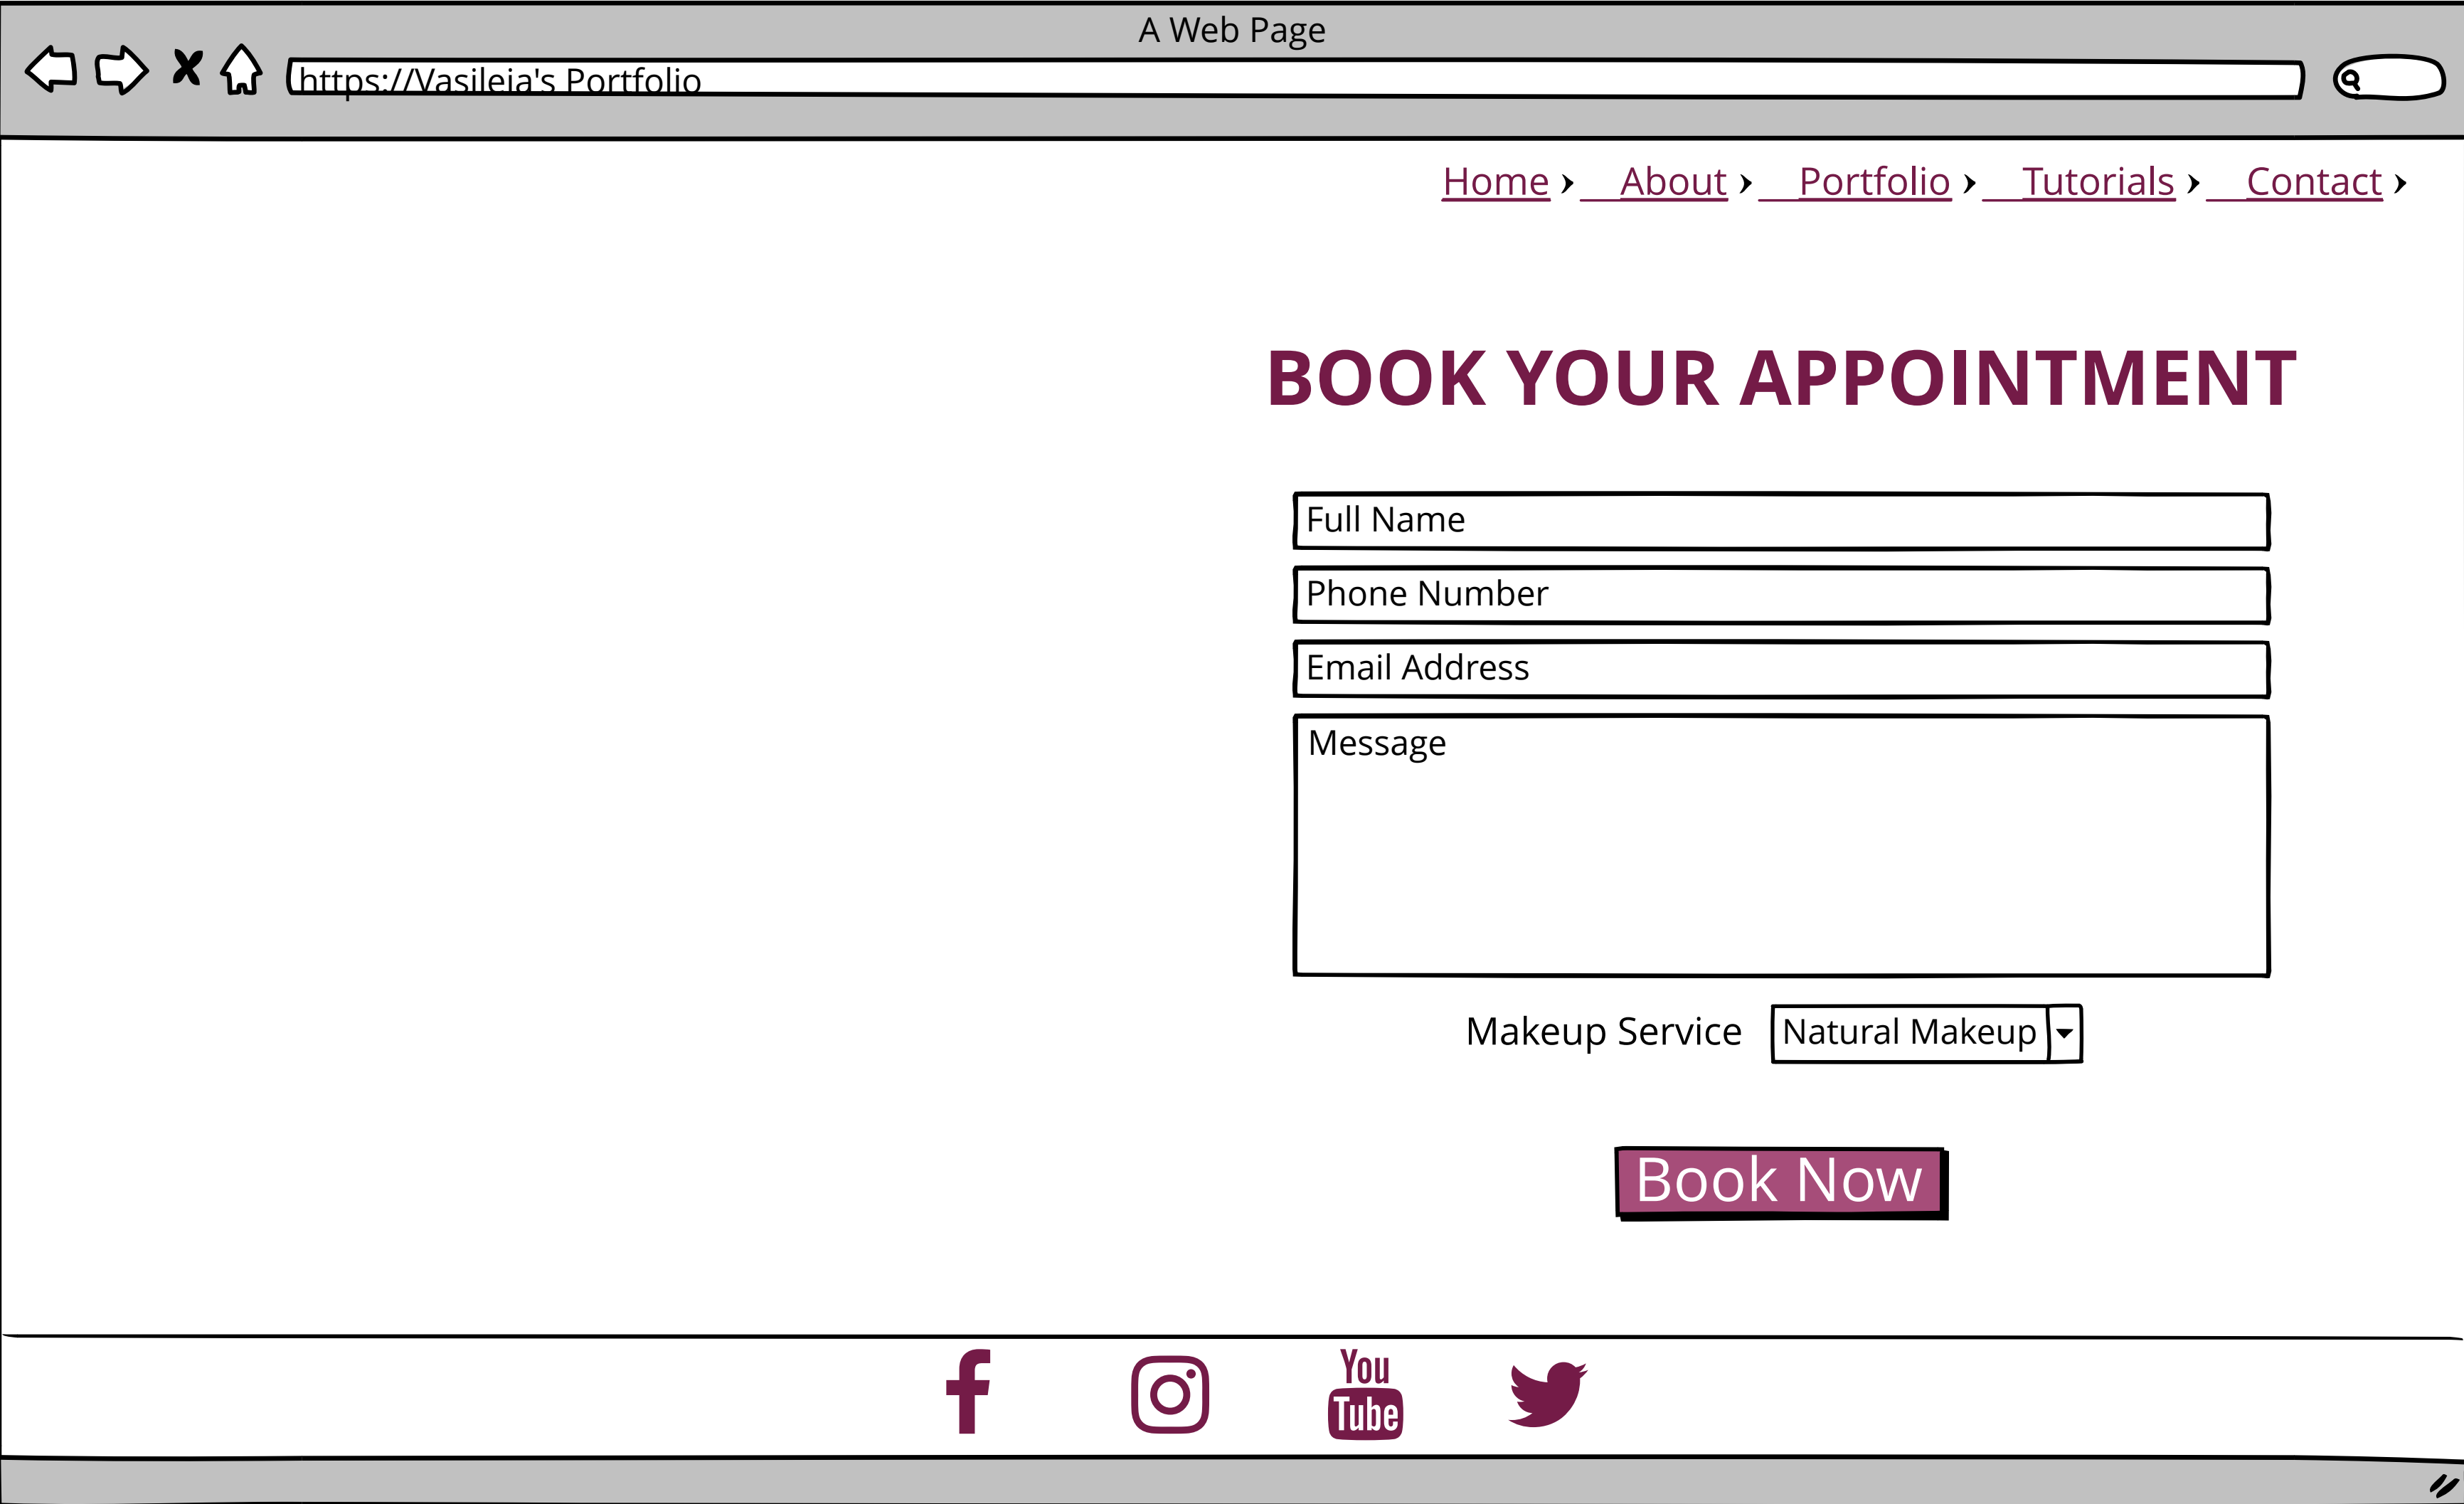 A Web Page
https://Vasileia's Portfolio
Home About Portfolio Tutorials Contact
BOOK YOUR APPOINTMENT
Full Name
Phone Number
Email Address
Message
Makeup Service Natural Makeup
Book Now
You
Tube